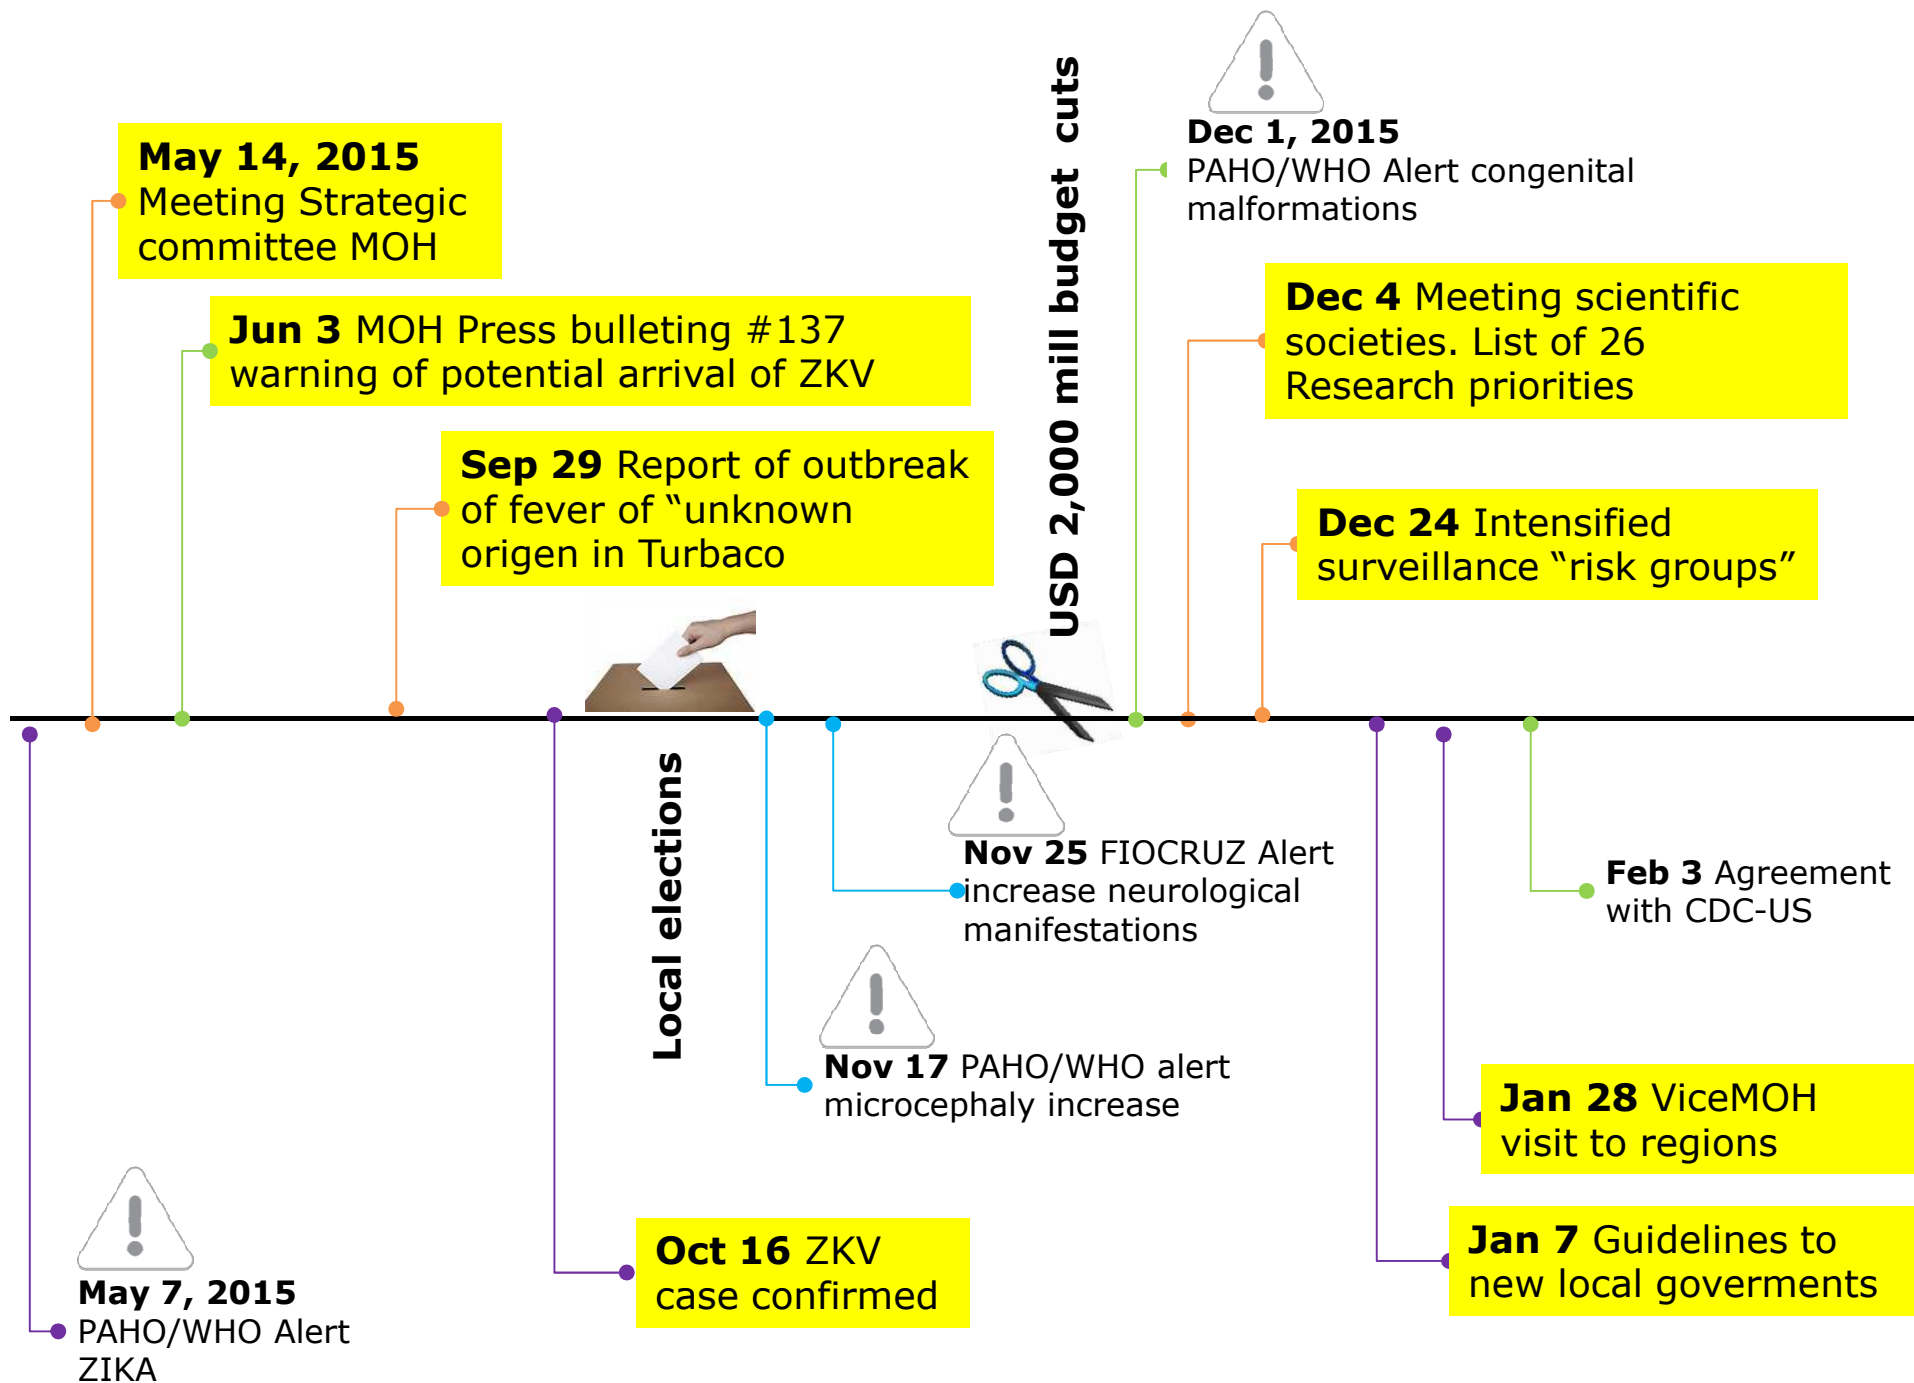 May 14, 2015
Meeting Strategic
committee MOH
Jun 3 MOH Press bulleting #137
warning of potential arrival of ZKV
Sep 29 Report of outbreak
of fever of “unknown
origen in Turbaco
USD 2,000 mill budget cuts
Dec 1, 2015
PAHO/WHO Alert congenital
malformations
Dec 4 Meeting scientific
societies. List of 26
Research priorities
Dec 24 Intensified
surveillance “risk groups”
Local elections
Nov 25 FIOCRUZ Alert
increase neurological
manifestations
Nov 17 PAHO/WHO alert
microcephaly increase
Feb 3 Agreement
with CDC-US
Jan 28 ViceMOH
visit to regions
Jan 7 Guidelines to
new local goverments
Oct 16 ZKV
case confirmed
May 7, 2015
PAHO/WHO Alert
ZIKA